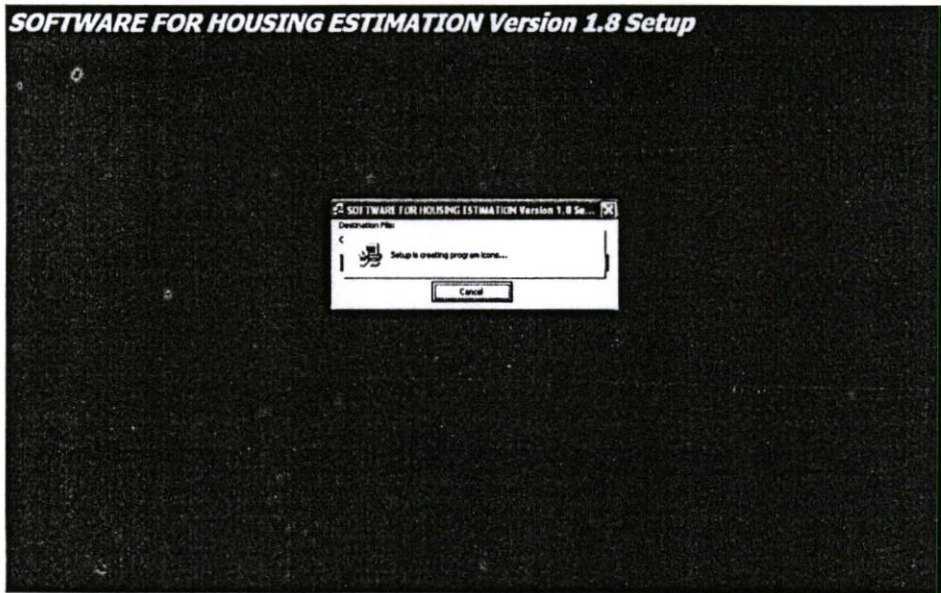 SOFTWARE FOR HOUSING ESTIMATION Version 1.8 Setup
SOFTWARE FOR HOUSING ESTIMATION Version 1.8 Se...
Destination File:
C
Setup is creating program icons...
Cancel